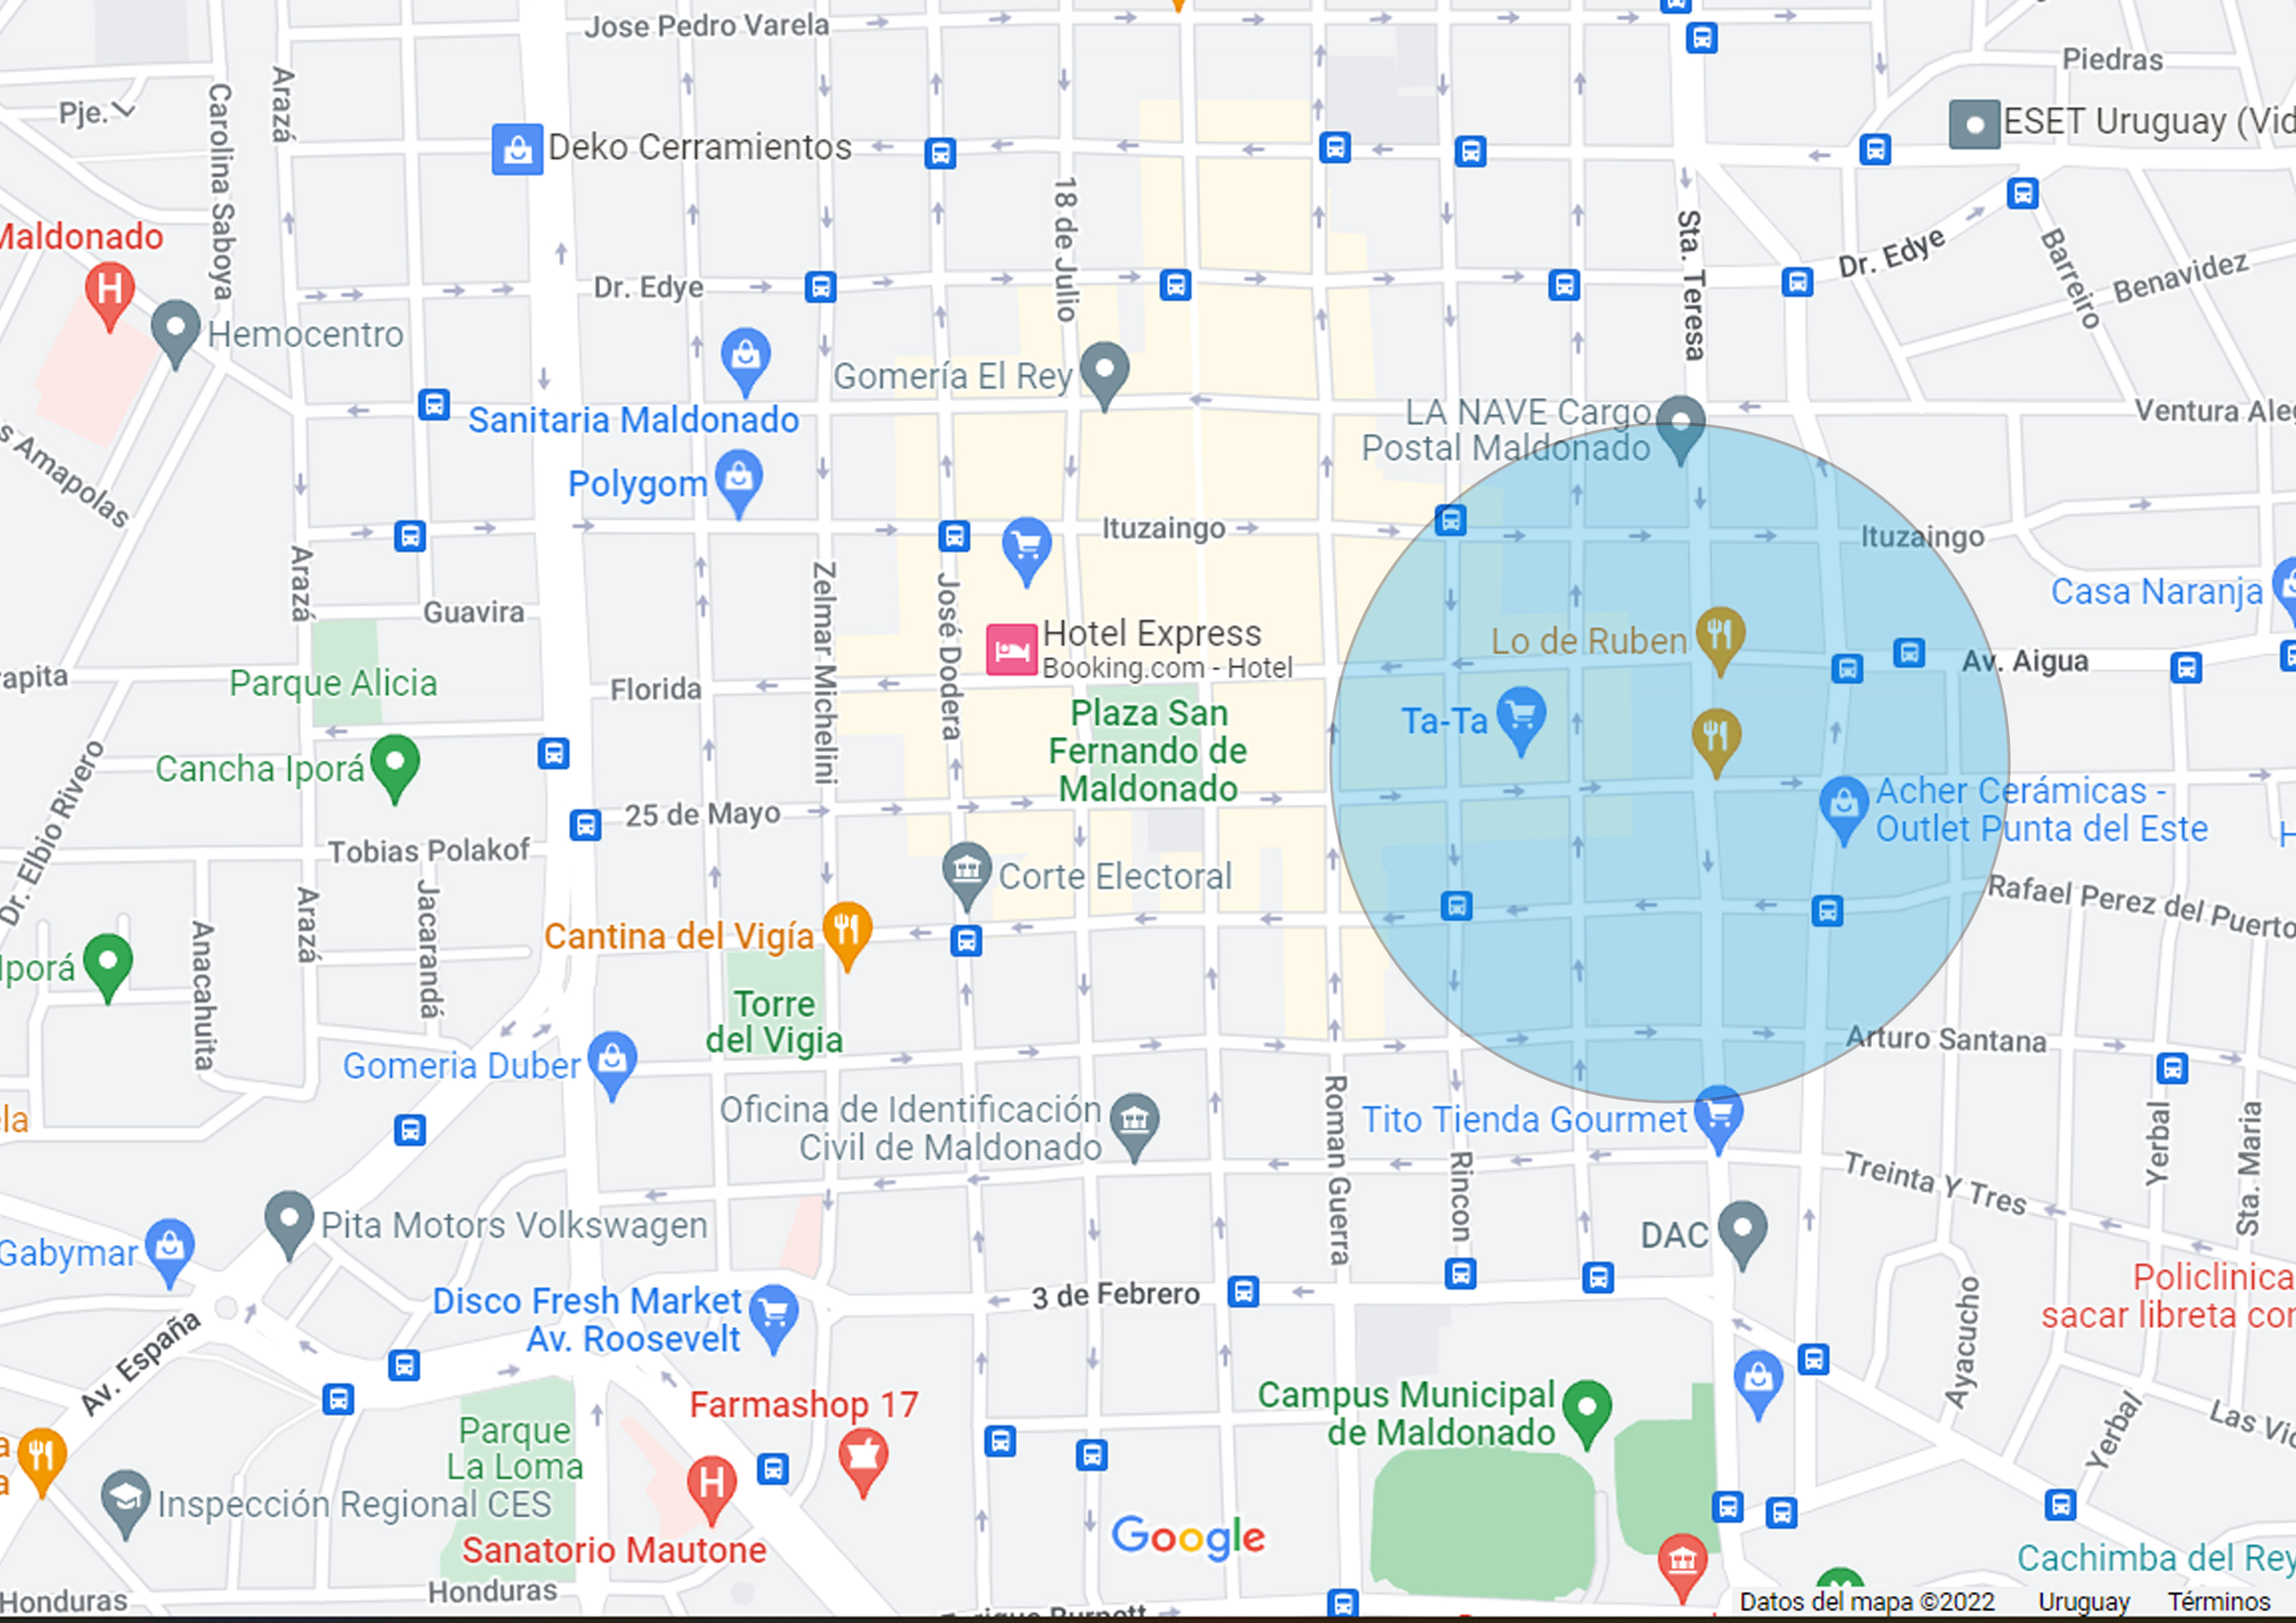 Jose Pedro Varela
Piedras
Pje.
Carolina Saboya
Arazá
Deko Cerramientos
ESET Uruguay (Vid
18 de Julio
Sta. Teresa
Maldonado
Dr. Edye
Dr. Edye
Barreiro
Benavidez
Hemocentro
Gomería El Rey
Sanitaria Maldonado
LA NAVE Cargo
Postal Maldonado
Ventura Ale
s Amapolas
Polygom
Ituzaingo
Ituzaingo
Arazá
Zelmar Michelini
José Dodera
Guavira
Casa Naranja
Hotel Express
Booking.com - Hotel
Lo de Ruben
Av. Aigua
apita
Parque Alicia
Florida
Plaza San
Fernando de
Maldonado
Ta-Ta
Cancha Iporá
Dr. Elbio Rivero
25 de Mayo
Acher Cerámicas -
Outlet Punta del Este
H
Tobias Polakof
Corte Electoral
Arazá
Jacarandá
Anacahuita
Rafael Perez del Puerto
Cantina del Vigía
Iporá
Torre
del Vigia
Arturo Santana
Gomeria Duber
ela
Oficina de Identificación
Civil de Maldonado
Roman Guerra
Tito Tienda Gourmet
Rincon
Treinta Y Tres
Yerbal
Sta. Maria
Pita Motors Volkswagen
Gabymar
DAC
Policlinica
sacar libreta con
Disco Fresh Market
Av. Roosevelt
3 de Febrero
Ayacucho
Av. España
Farmashop 17
Campus Municipal
de Maldonado
Yerbal
Las Vic
a
a
Parque
La Loma
Inspección Regional CES
Sanatorio Mautone
Google
Cachimba del Rey
Honduras
Honduras
Datos del mapa ©2022 Uruguay Términos